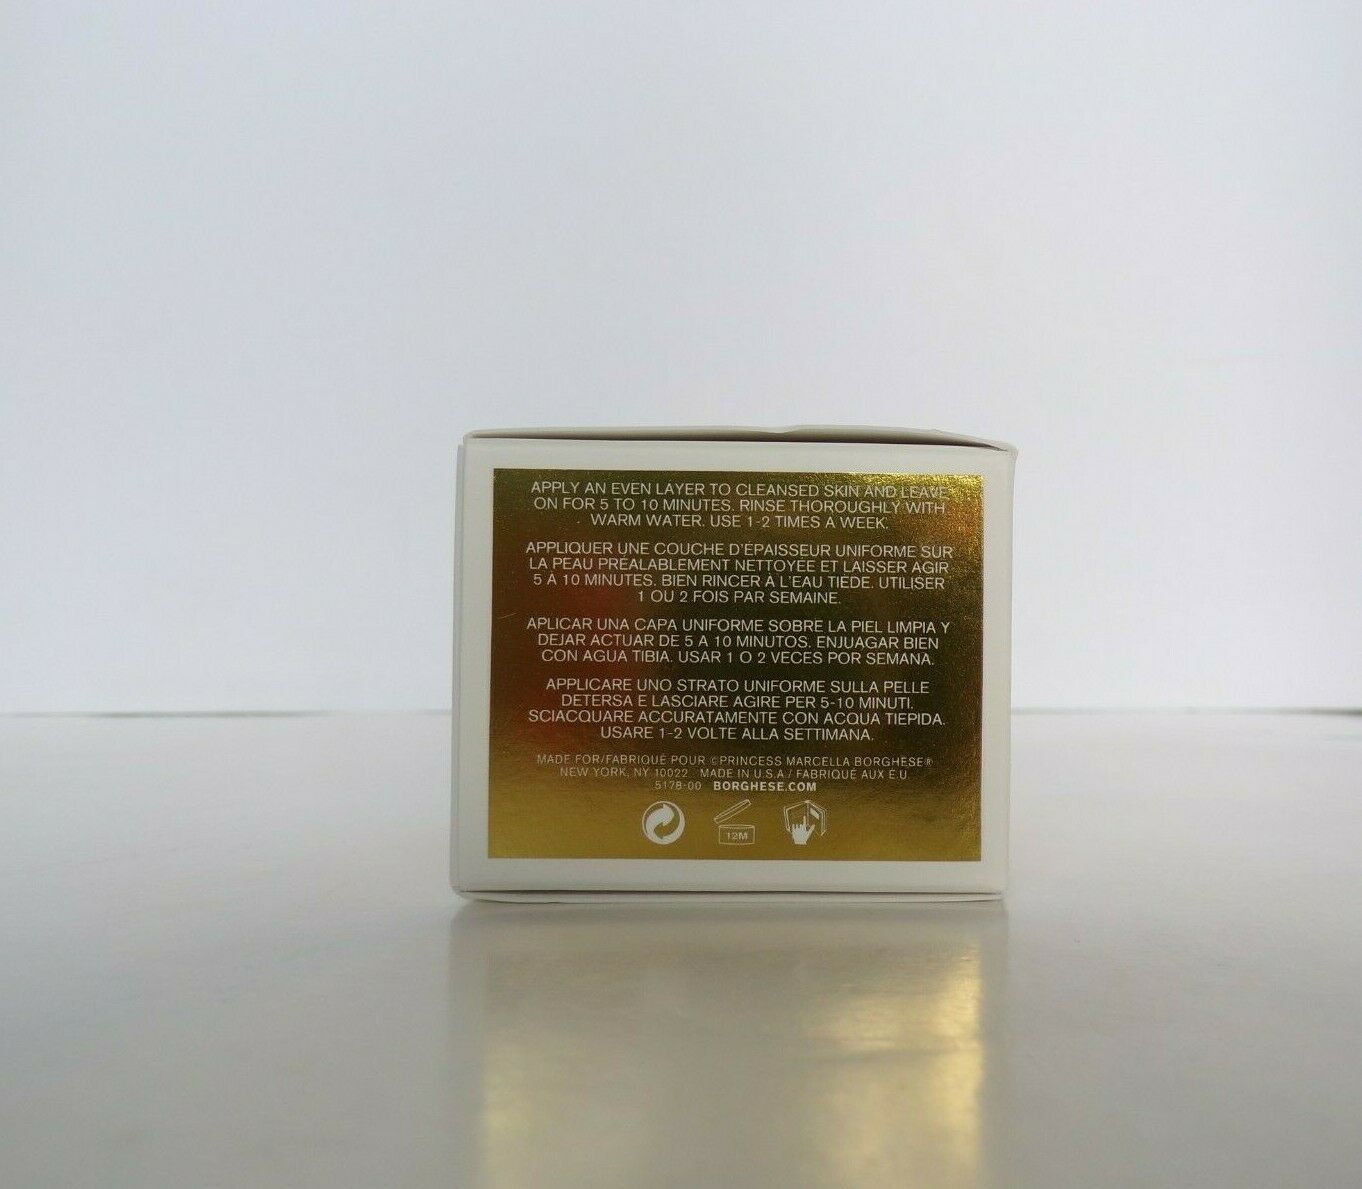 APPLY AN EVEN LAYER TO CLEANSED SKIN AND LEAVE
ON FOR 5 TO 10 MINUTES. RINSE THOROUGHLY WITH
WARM WATER. USE 1-2 TIMES A WEEK.
APPLIQUER UNE COUCHE D'ÉPAISSEUR UNIFORME SUR
LA PEAU PRÉALABLEMENT NETTOYÉE ET LAISSER AGIR
5 À 10 MINUTES. BIEN RINCER À L'EAU TIÈDE. UTILISER
1 OU 2 FOIS PAR SEMAINE.
APLICAR UNA CAPA UNIFORME SOBRE LA PIEL LIMPIA Y
DEJAR ACTUAR DE 5 A 10 MINUTOS. ENJUAGAR BIEN
CON AGUA TIBIA. USAR 1 O 2 VECES POR SEMANA.
APPLICARE UNO STRATO UNIFORME SULLA PELLE
DETERSA E LASCIARE AGIRE PER 5-10 MINUTI.
SCIACQUARE ACCURATAMENTE CON ACQUA TIEPIDA.
USARE 1-2 VOLTE ALLA SETTIMANA.
MADE FOR/FABRIQUÉ POUR ©PRINCESS MARCELLA BORGHESE®
NEW YORK, NY 10022 MADE IN U.S.A / FABRIQUÉ AUX É.U.
5178-00 BORGHESE.COM
12M